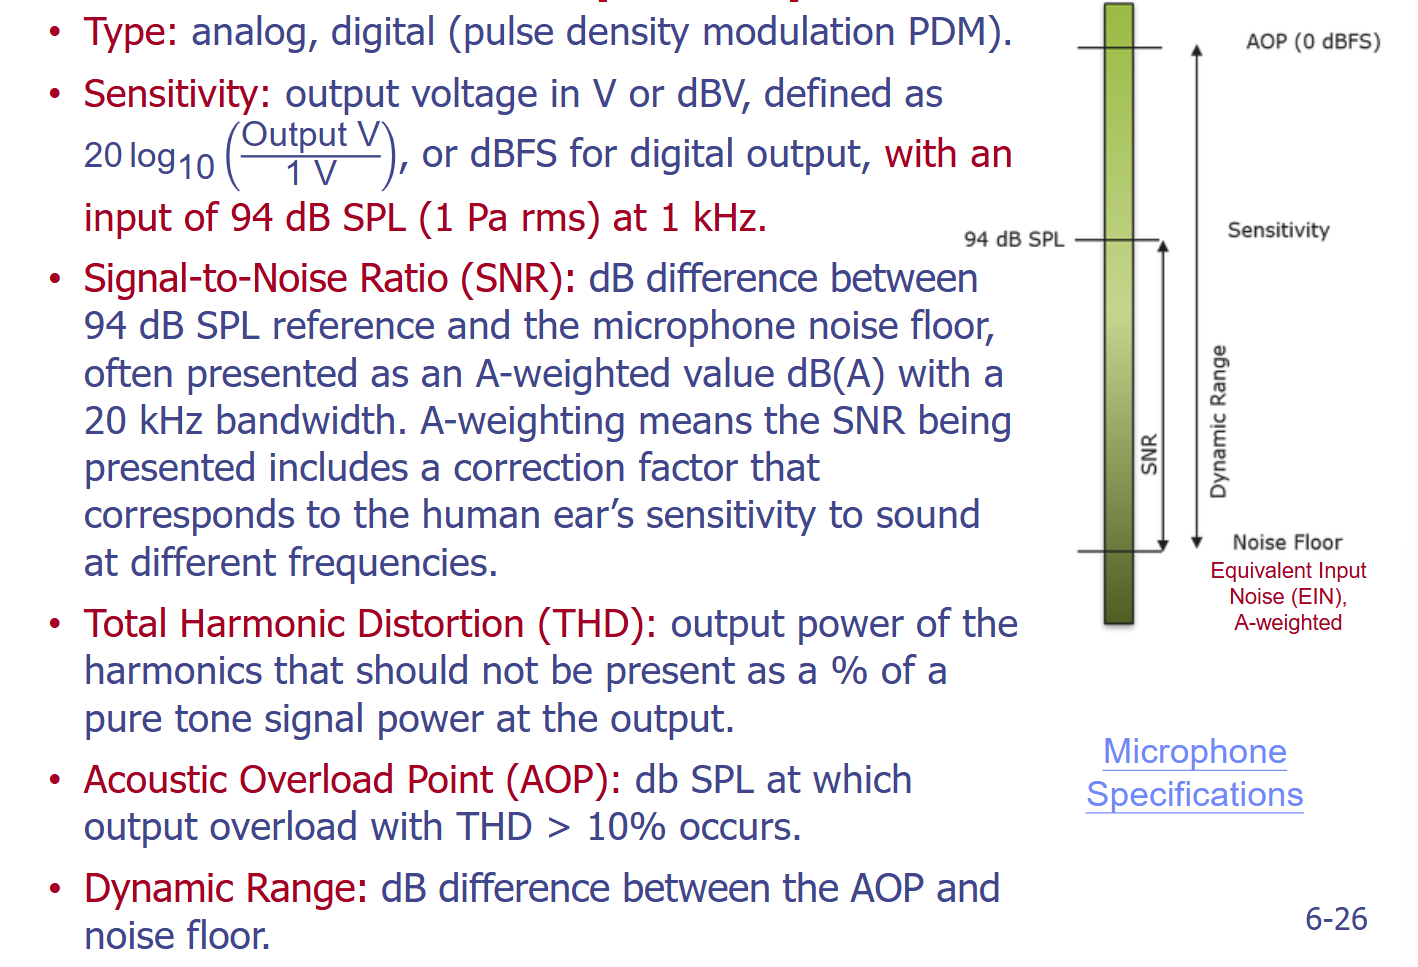 • Type: analog, digital (pulse density modulation PDM).
• Sensitivity: output voltage in V or dBV, defined as
20 log10 (Output V / 1 V), or dBFS for digital output, with an
input of 94 dB SPL (1 Pa rms) at 1 kHz.
• Signal-to-Noise Ratio (SNR): dB difference between
94 dB SPL reference and the microphone noise floor,
often presented as an A-weighted value dB(A) with a
20 kHz bandwidth. A-weighting means the SNR being
presented includes a correction factor that
corresponds to the human ear’s sensitivity to sound
at different frequencies.
• Total Harmonic Distortion (THD): output power of the
harmonics that should not be present as a % of a
pure tone signal power at the output.
• Acoustic Overload Point (AOP): db SPL at which
output overload with THD > 10% occurs.
• Dynamic Range: dB difference between the AOP and
noise floor.
AOP (0 dBFS)
94 dB SPL
Sensitivity
SNR
Dynamic Range
Noise Floor
Equivalent Input
Noise (EIN),
A-weighted
Microphone
Specifications
6-26